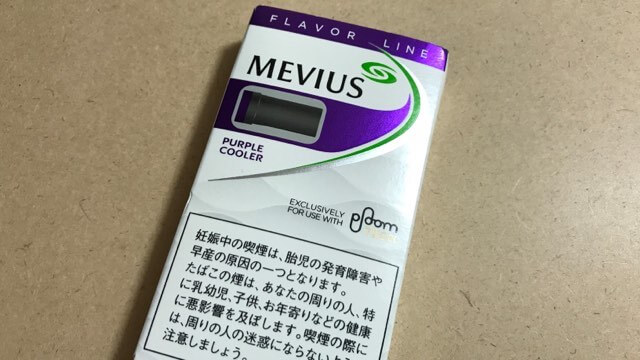 FLAVOR LINE
MEVIUS
PURPLE
COOLER
EXCLUSIVELY
FOR USE WITH
ploom
妊娠中の喫煙は、胎児の発育障害や
早産の原因の一つとなります。
たばこの煙は、あなたの周りの人、特
に乳幼児、子供、お年寄りなどの健康
に悪影響を及ぼします。喫煙の際に
は、周りの人の迷惑にならないよう
注意しましょう。